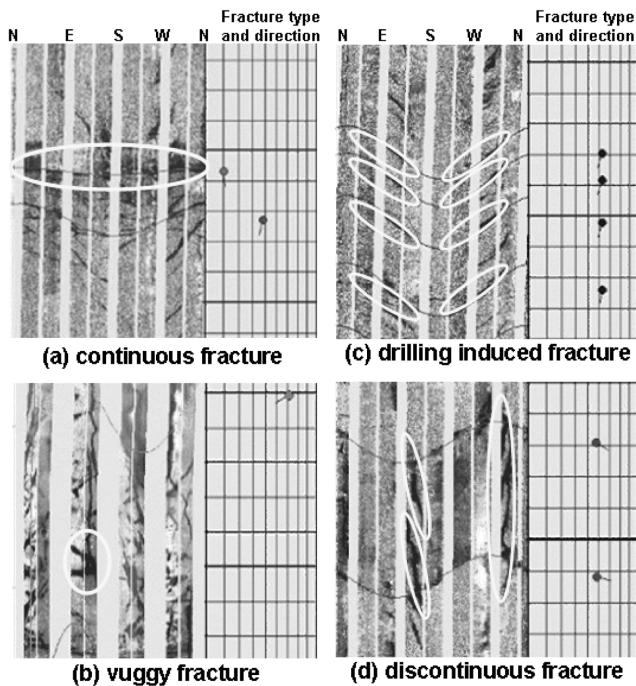 Fracture type
and direction
N E S W N
(a) continuous fracture
Fracture type
and direction
N E S W N
(c) drilling induced fracture
(b) vuggy fracture
(d) discontinuous fracture